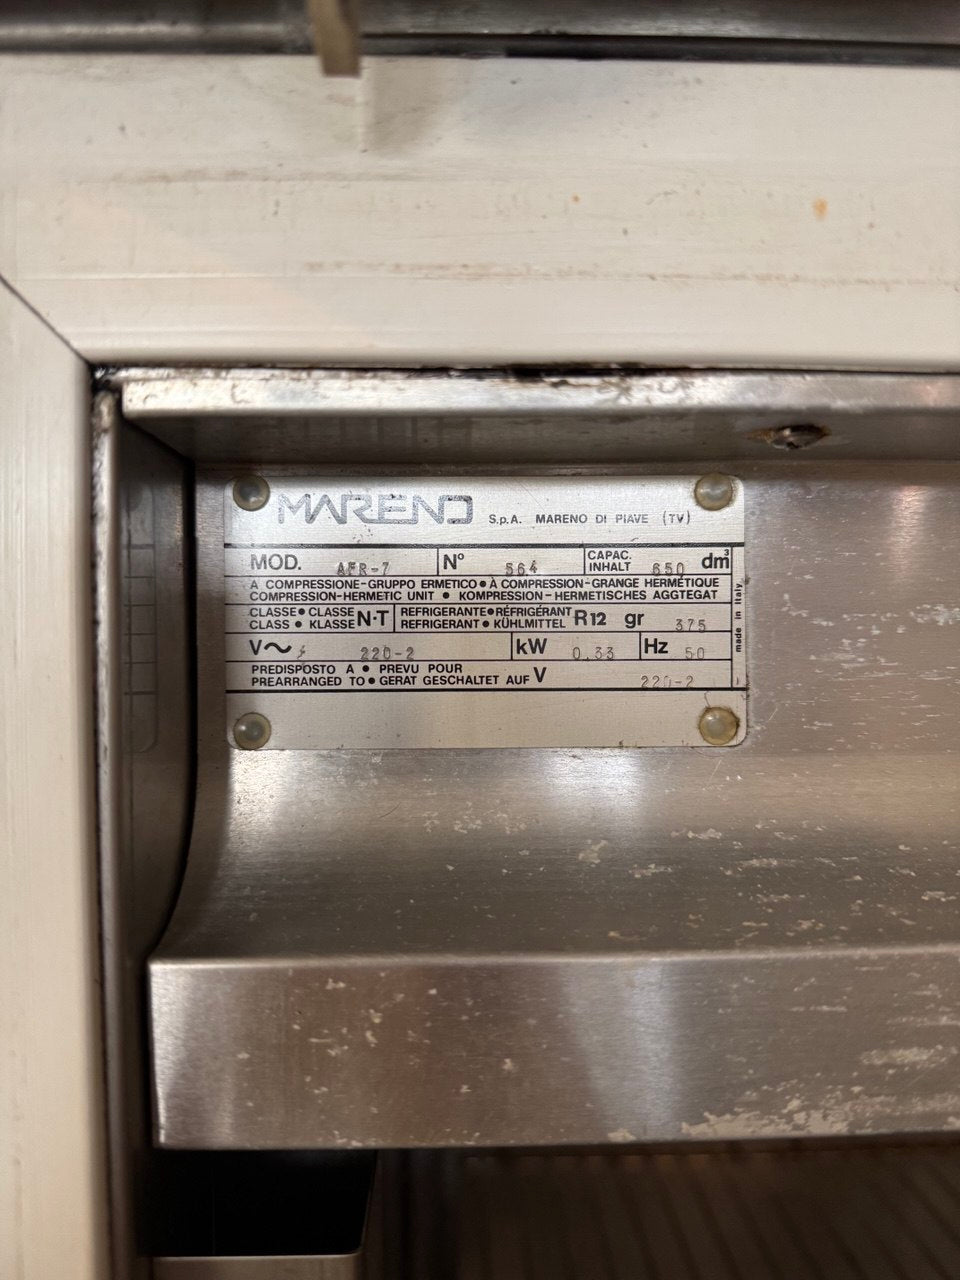 MARENO S.p.A. MARENO DI PIAVE (TV)
MOD. AFR-7 N° 564 CAPAC. INHALT 650 dm³
A COMPRESSIONE-GRUPPO ERMETICO • À COMPRESSION-GRANGE HERMÉTIQUE
COMPRESSION-HERMETIC UNIT • KOMPRESSION-HERMETISCHES AGGTEGAT
CLASSE • CLASSE REFRIGERANTE • RÉFRIGÉRANT
CLASS • KLASSE N-T REFRIGERANT • KÜHLMITTEL R12 gr 375
V~ 220-2 kW 0.33 Hz 50
PREDISPOSTO A • PREVU POUR
PREARRANGED TO • GERAT GESCHALTET AUF V 220-2
made in Italy